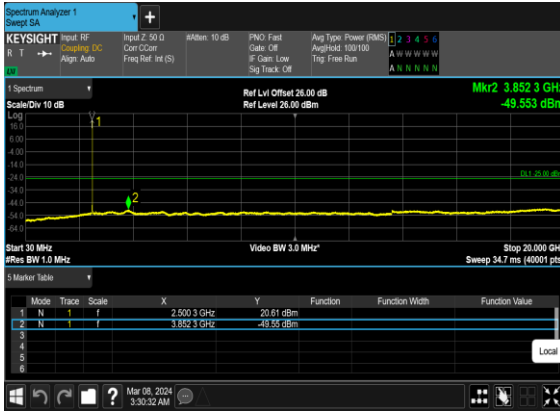 Spectrum Analyzer 1
Swept SA
+
KEYSIGHT Input: RF Input Z: 50 Ω #Atten: 10 dB PNO: Fast Avg Type: Power (RMS) 1 2 3 4 5 6
R T Coupling: DC Corr CCorr Gate: Off Avg|Hold: 100/100 A W W W W W
Align: Auto Freq Ref: Int (S) IF Gain: Low Trig: Free Run
Sig Track: Off A N N N N N
1 Spectrum Ref Lvl Offset 26.00 dB Mkr2 3.852 3 GHz
Scale/Div 10 dB Ref Level 26.00 dBm -49.553 dBm
Log
16.0
6.00
-4.00
-14.0
-24.0
-34.0
-44.0
-54.0
-64.0
1
2
DL1 -25.00 dBm
Start 30 MHz Video BW 3.0 MHz* Stop 20.000 GHz
#Res BW 1.0 MHz Sweep 34.7 ms (40001 pts)
5 Marker Table
Mode Trace Scale X Y Function Function Width Function Value
1 N 1 f 2.500 3 GHz 20.61 dBm
2 N 1 f 3.852 3 GHz -49.55 dBm
3
4
5
6
Local
? Mar 08, 2024
3:30:32 AM